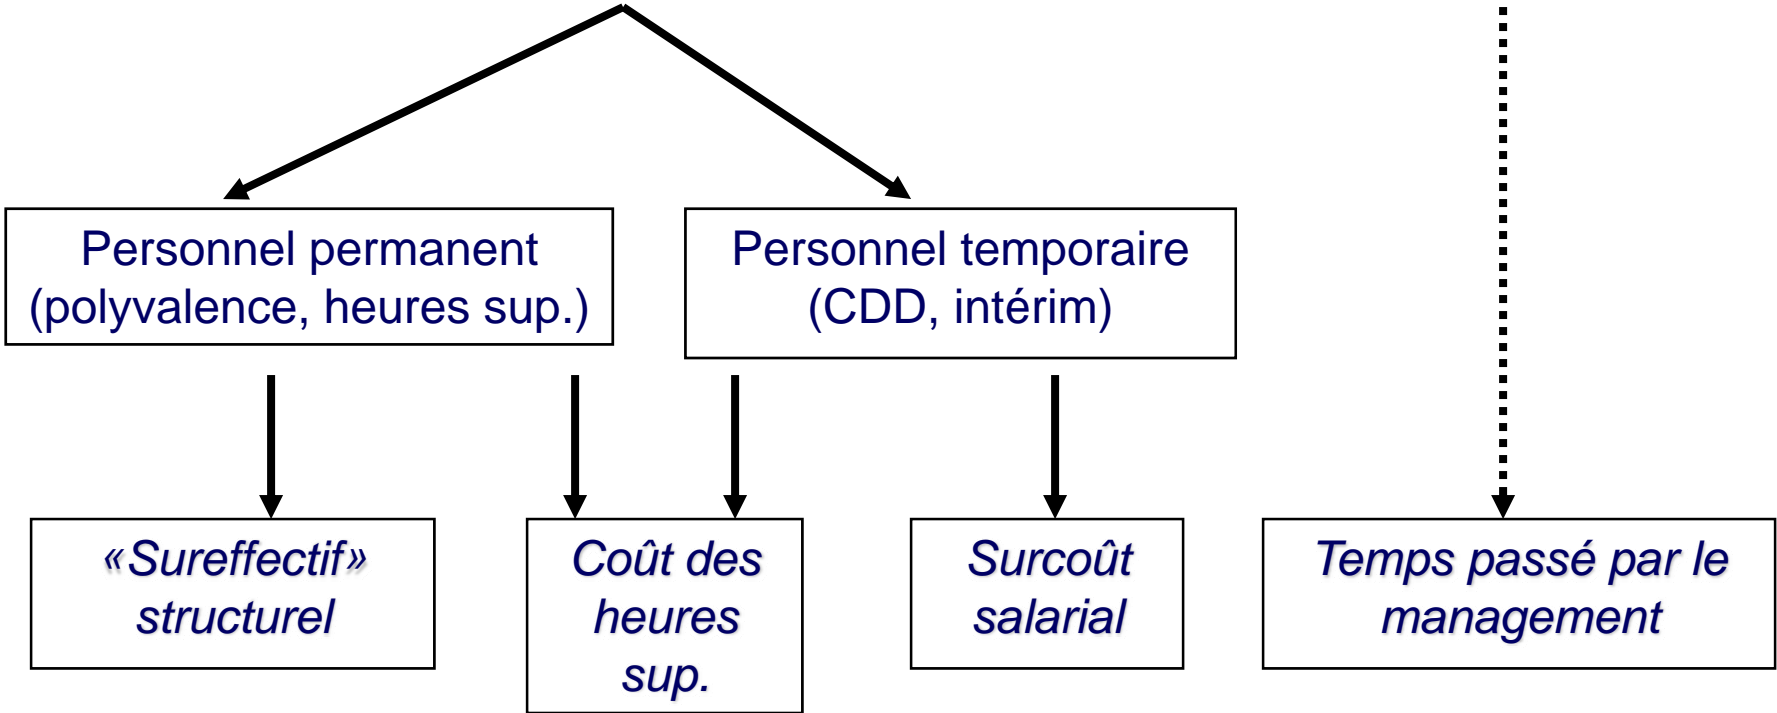 Personnel permanent
(polyvalence, heures sup.)
Personnel temporaire
(CDD, intérim)
«Sureffectif»
structurel
Coût des
heures
sup.
Surcoût
salarial
Temps passé par le
management